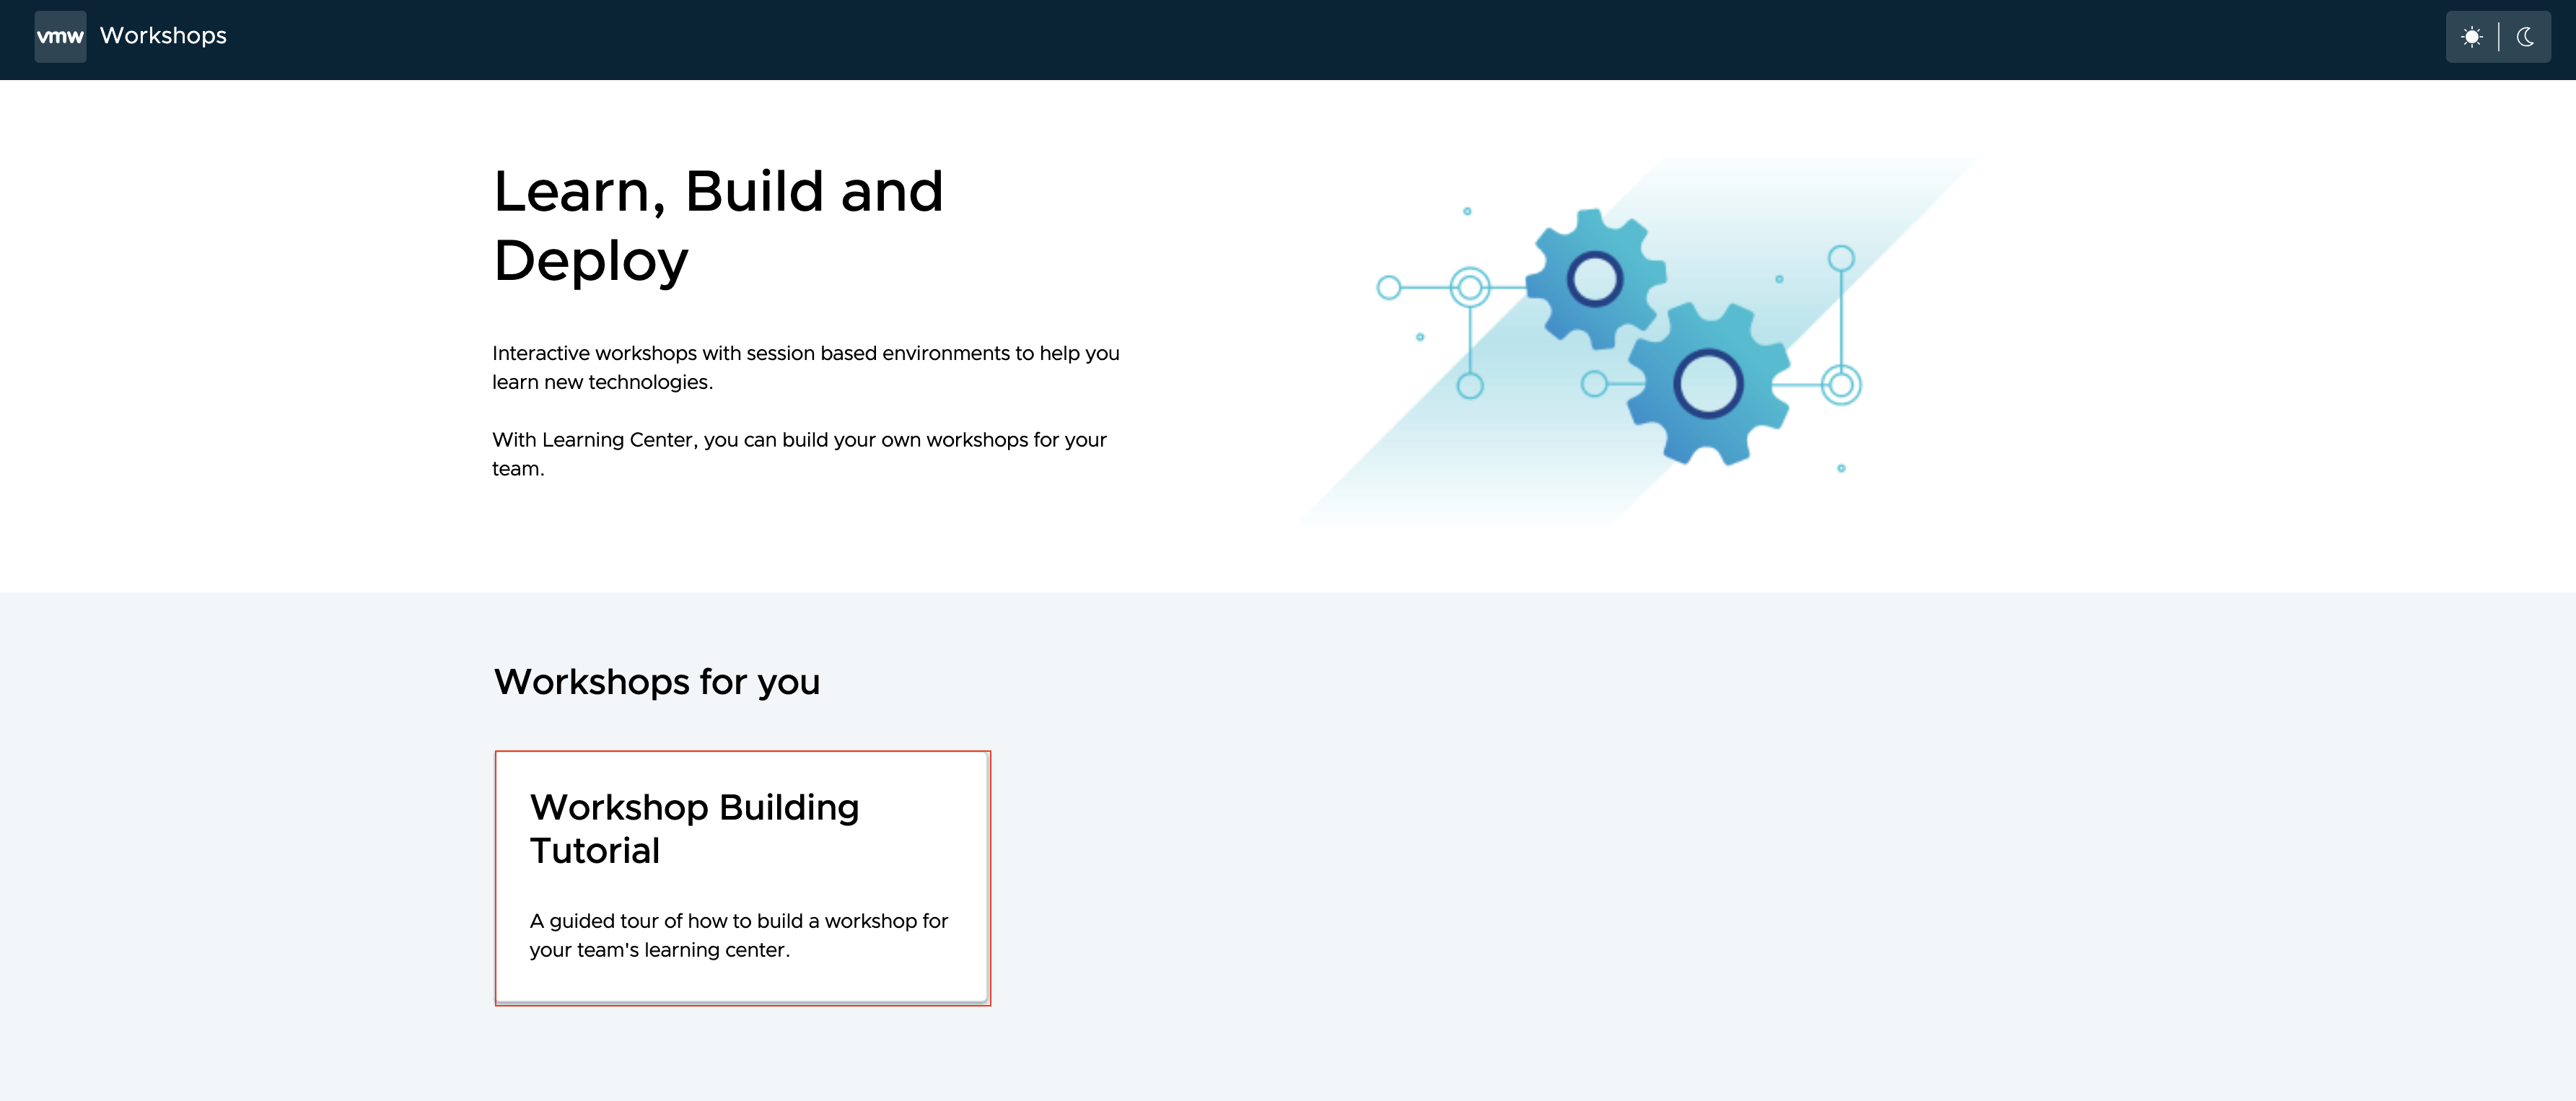 vmw Workshops
Learn, Build and
Deploy
Interactive workshops with session based environments to help you
learn new technologies.
With Learning Center, you can build your own workshops for your
team.
Workshops for you
Workshop Building
Tutorial
A guided tour of how to build a workshop for
your team's learning center.